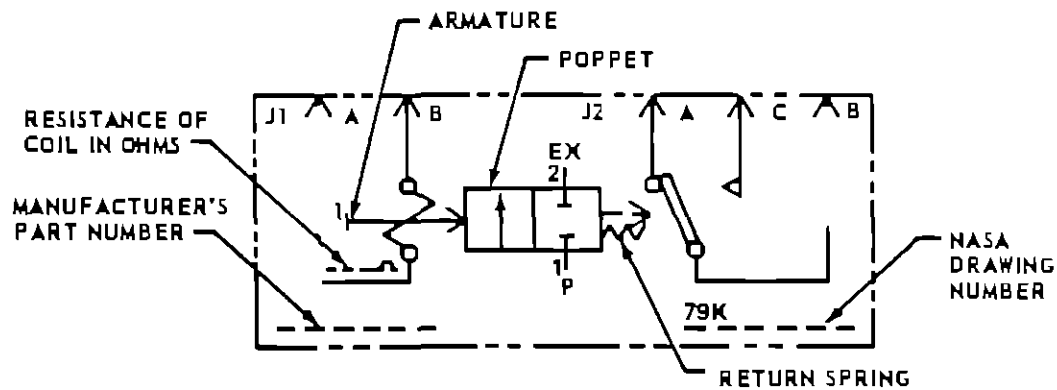 ARMATURE
POPPET
J1 A B J2 A C B
RESISTANCE OF
COIL IN OHMS
EX
2
MANUFACTURER'S
PART NUMBER
1
1
P
NASA
DRAWING
NUMBER
79K
RETURN SPRING